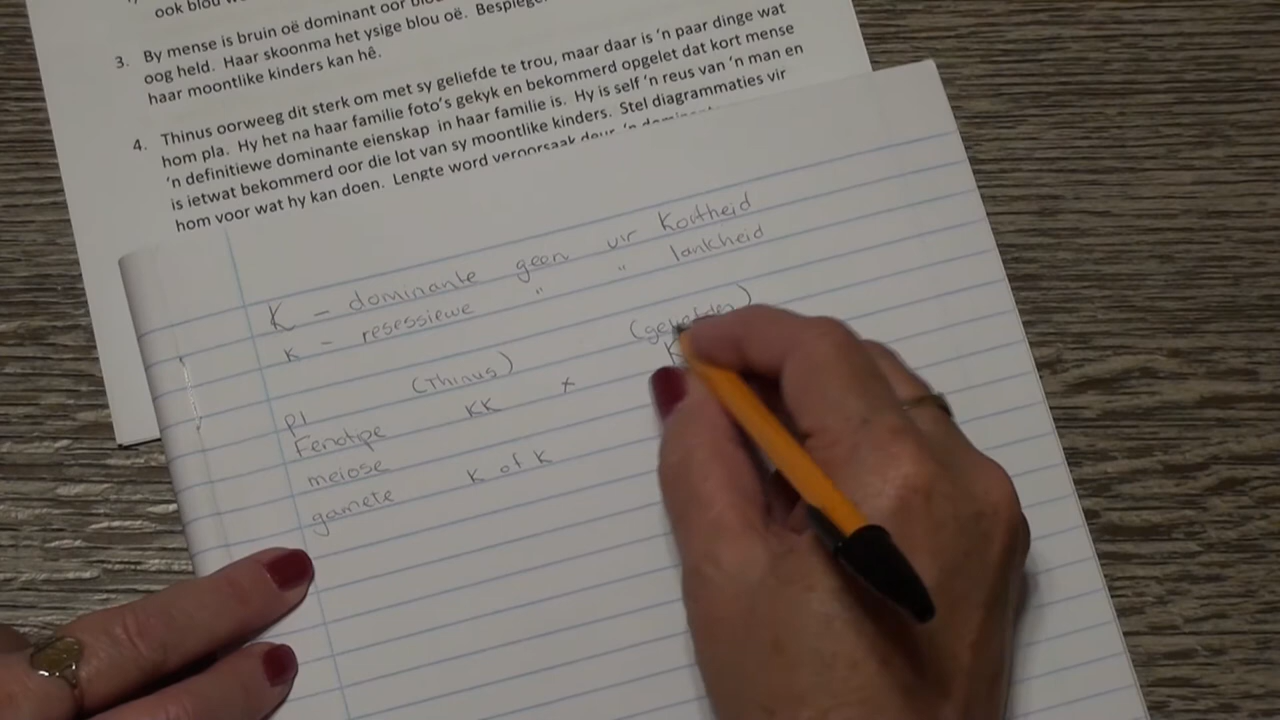 ook blou
3. By mense is bruin oë dominant oor
oog held. Haar skoonma het ysige blou oë.
haar moontlike kinders kan hê.
4. Thinus oorweeg dit sterk om met sy geliefde te trou, maar daar is 'n paar dinge wat
hom pla. Hy het na haar familie foto's gekyk en bekommerd opgelet dat kort mense
'n definitiewe dominante eienskap in haar familie is. Hy is self 'n reus van 'n man en
is ietwat bekommerd oor die lot van sy moontlike kinders. Stel diagrammaties vir
hom voor wat hy kan doen. Lengte word veroorsaak deur 'n
K - dominante geen vir kortheid
k - resessiewe " " lankheid
P1 (Thinus)
Fenotipe kk x K
meiose
gamete k of k